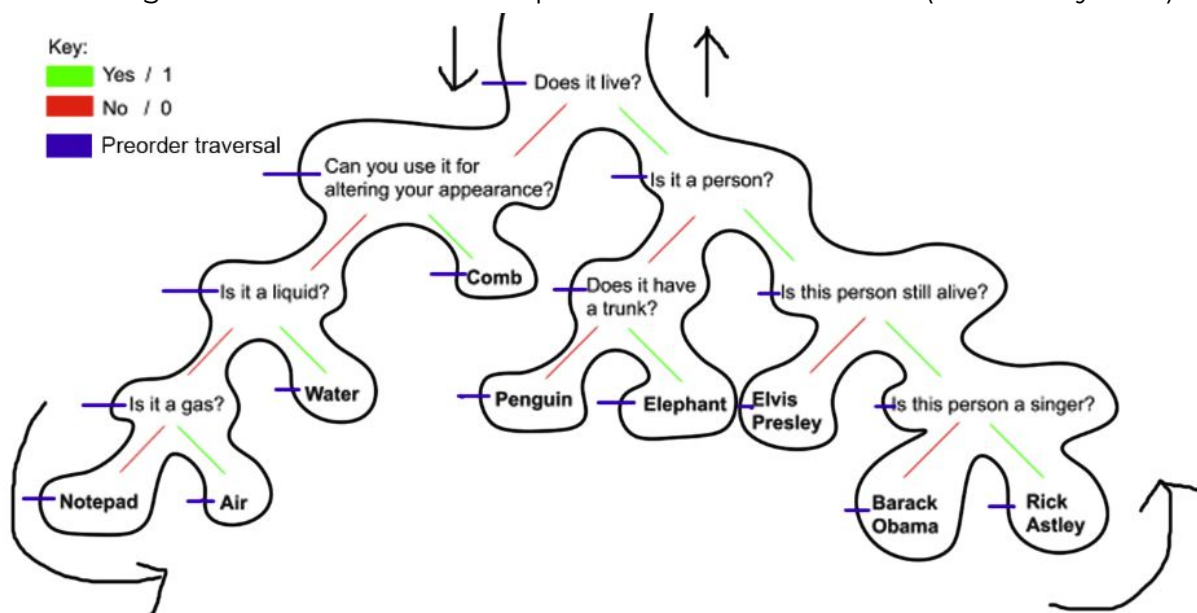 Key:
Yes / 1
No / 0
Preorder traversal
Does it live?
Can you use it for
altering your appearance?
Is it a person?
Comb
Is it a liquid?
Does it have
a trunk?
Is this person still alive?
Water
Penguin
Elephant
Elvis
Presley
Is it a gas?
Is this person a singer?
Notepad
Air
Barack
Obama
Rick
Astley